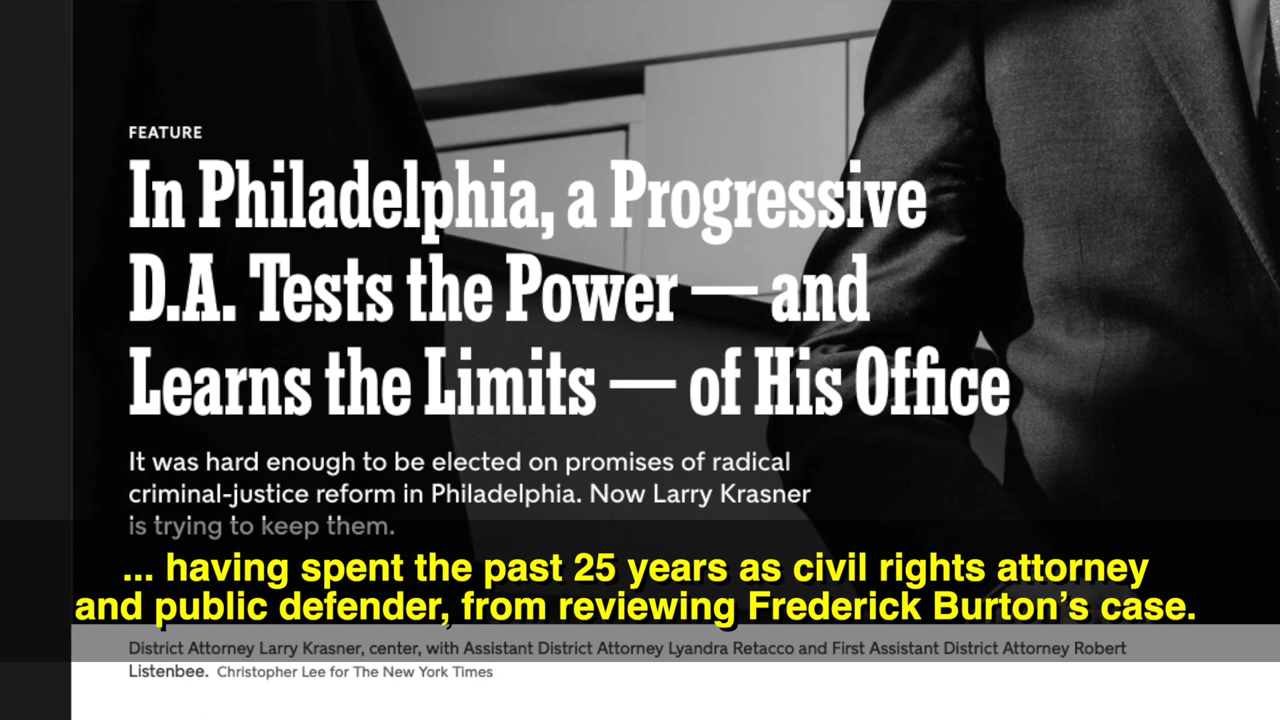 FEATURE
In Philadelphia, a Progressive
D.A. Tests the Power — and
Learns the Limits — of His Office
It was hard enough to be elected on promises of radical
criminal-justice reform in Philadelphia. Now Larry Krasner
is trying to keep them.
... having spent the past 25 years as civil rights attorney
and public defender, from reviewing Frederick Burton’s case.
District Attorney Larry Krasner, center, with Assistant District Attorney Lyandra Retacco and First Assistant District Attorney Robert
Listenbee. Christopher Lee for The New York Times